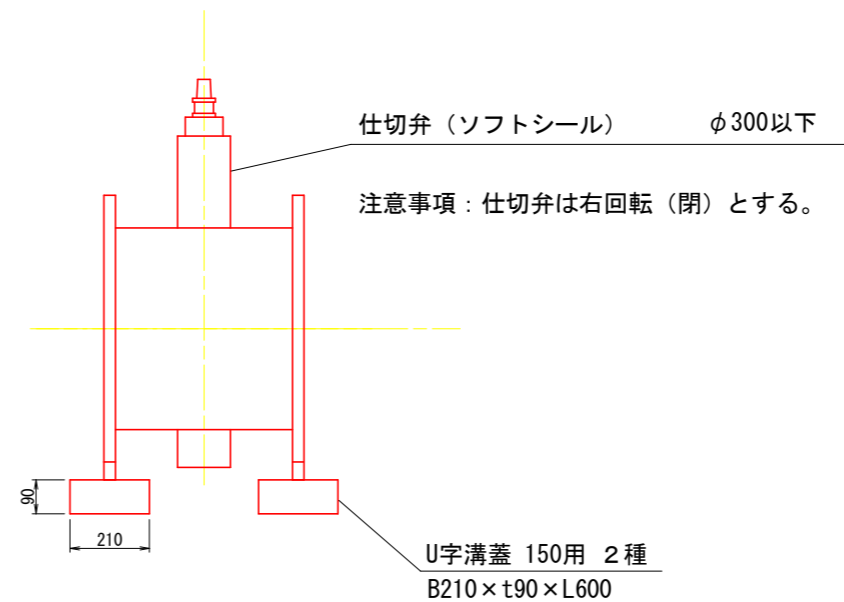 仕切弁（ソフトシール） φ300以下
注意事項：仕切弁は右回転（閉）とする。
90
210
U字溝蓋 150用 ２種
B210×t90×L600